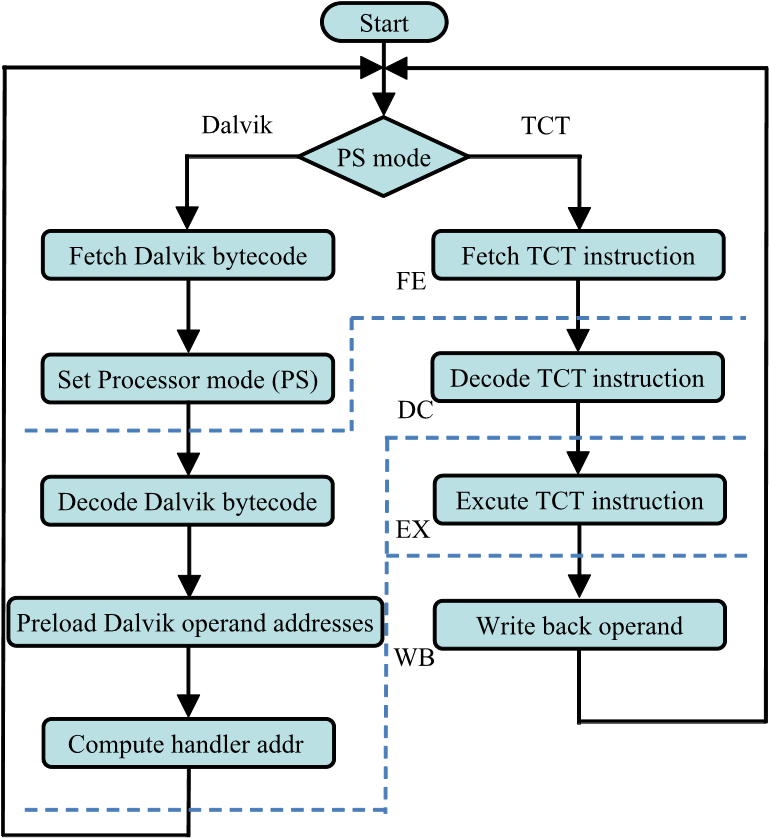 Start
Dalvik
TCT
PS mode
Fetch Dalvik bytecode
Fetch TCT instruction
FE
Set Processor mode (PS)
Decode TCT instruction
DC
Decode Dalvik bytecode
Excute TCT instruction
EX
Preload Dalvik operand addresses
Write back operand
WB
Compute handler addr